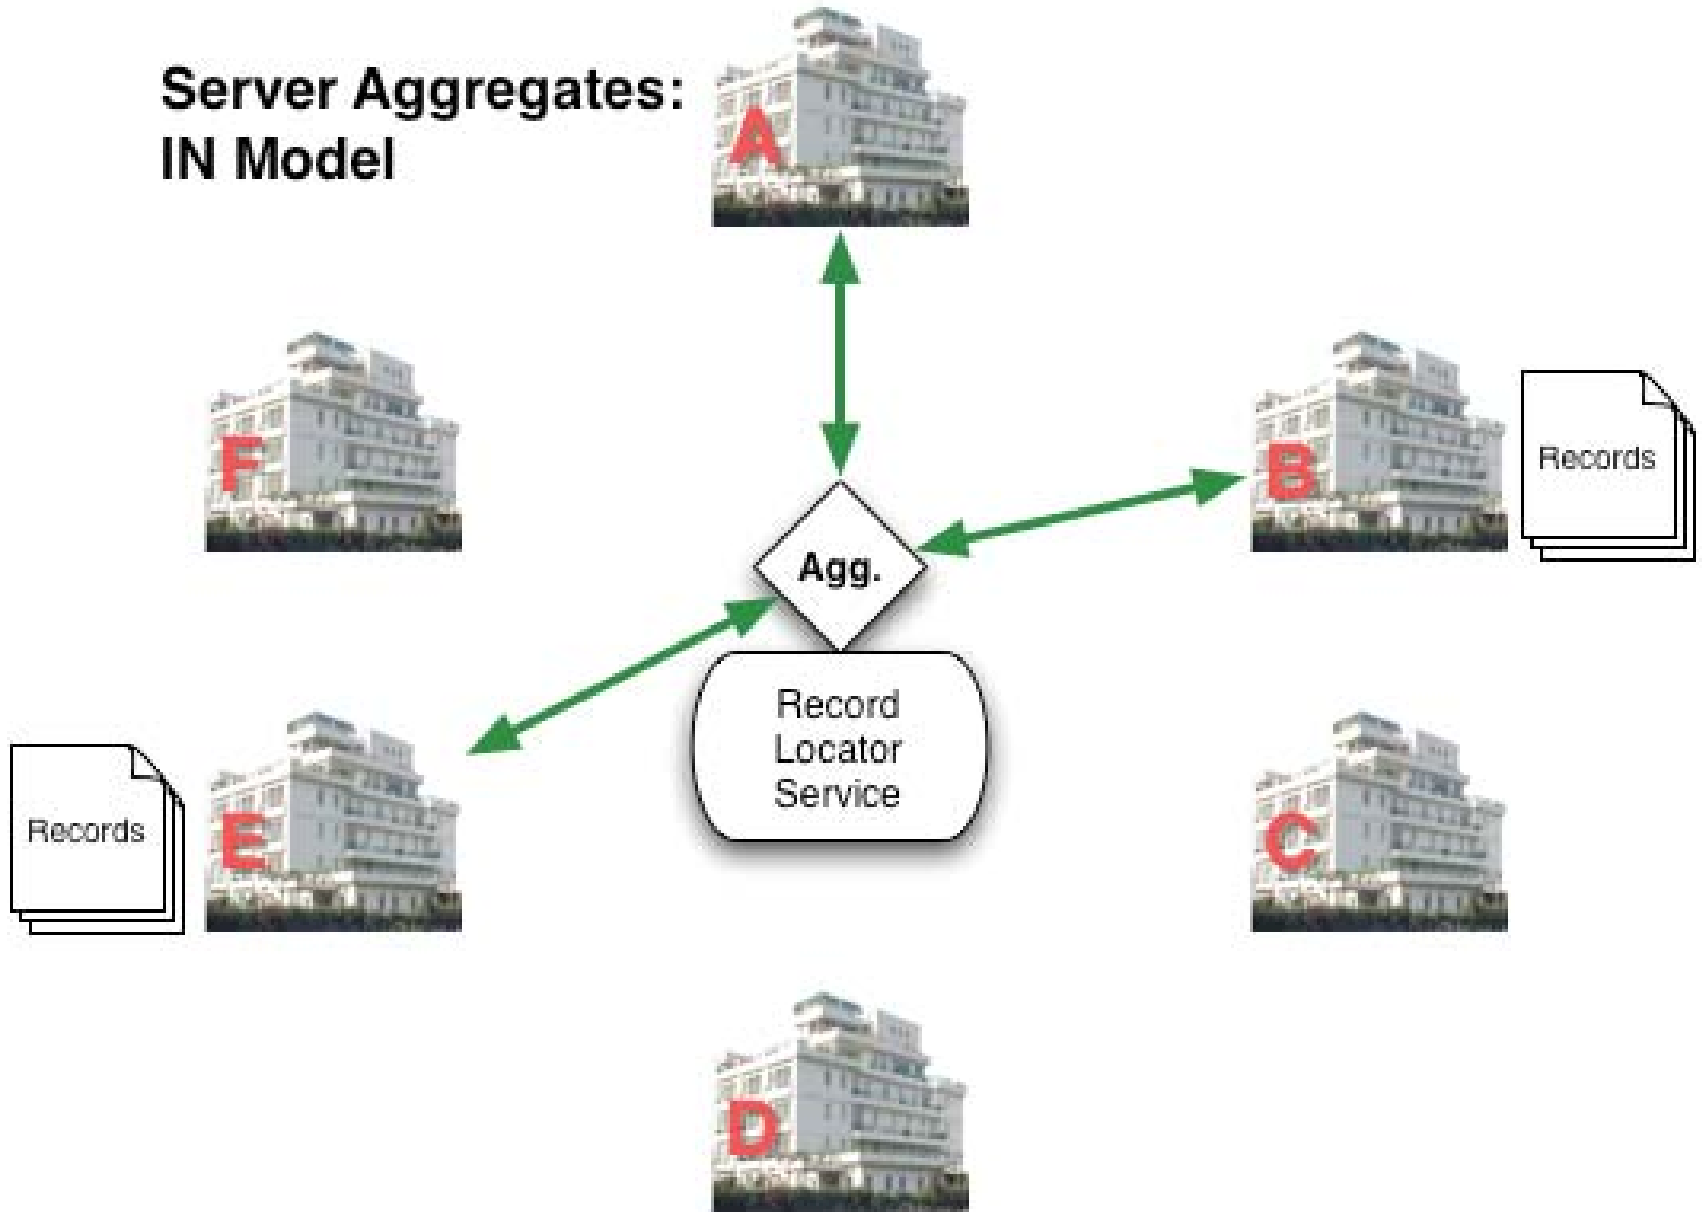 Server Aggregates:
IN Model
A
F
B
Records
Agg.
Record
Locator
Service
Records
E
C
D